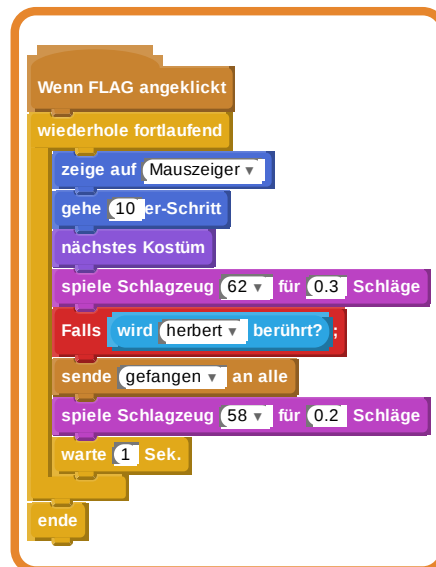 Wenn FLAG angeklickt
wiederhole fortlaufend
zeige auf Mauszeiger
gehe 10 er-Schritt
nächstes Kostüm
spiele Schlagzeug 62 für 0.3 Schläge
Falls wird herbert berührt? ;
sende gefangen an alle
spiele Schlagzeug 58 für 0.2 Schläge
warte 1 Sek.
ende